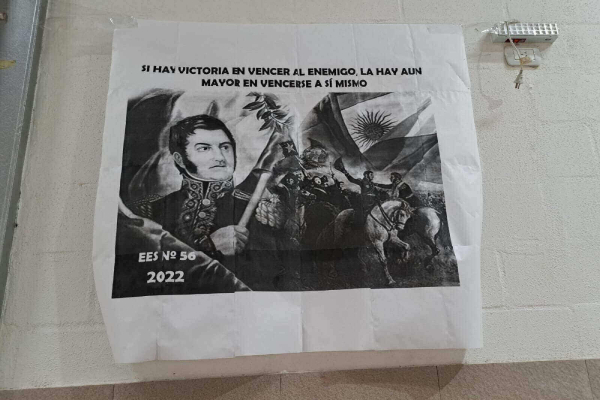 SI HAY VICTORIA EN VENCER AL ENEMIGO, LA HAY AUN
MAYOR EN VENCERSE A SÍ MISMO
EES Nº 56
2022